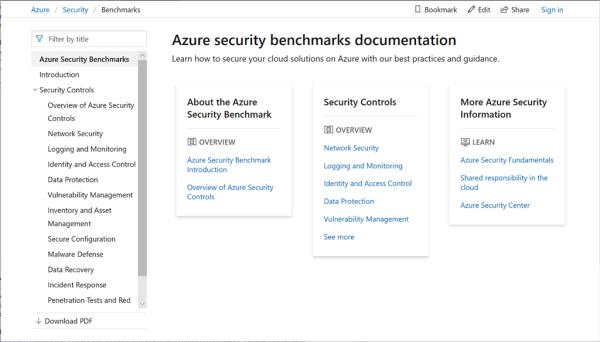 Azure / Security / Benchmarks
Bookmark Edit Share Sign in
Filter by title
Azure Security Benchmarks
Introduction
Security Controls
Overview of Azure Security
Controls
Network Security
Logging and Monitoring
Identity and Access Control
Data Protection
Vulnerability Management
Inventory and Asset
Management
Secure Configuration
Malware Defense
Data Recovery
Incident Response
Penetration Tests and Red
Download PDF
Azure security benchmarks documentation
Learn how to secure your cloud solutions on Azure with our best practices and guidance.
About the Azure
Security Benchmark
OVERVIEW
Azure Security Benchmark
Introduction
Overview of Azure Security
Controls
Security Controls
OVERVIEW
Network Security
Logging and Monitoring
Identity and Access Control
Data Protection
Vulnerability Management
See more
More Azure Security
Information
LEARN
Azure Security Fundamentals
Shared responsibility in the
cloud
Azure Security Center